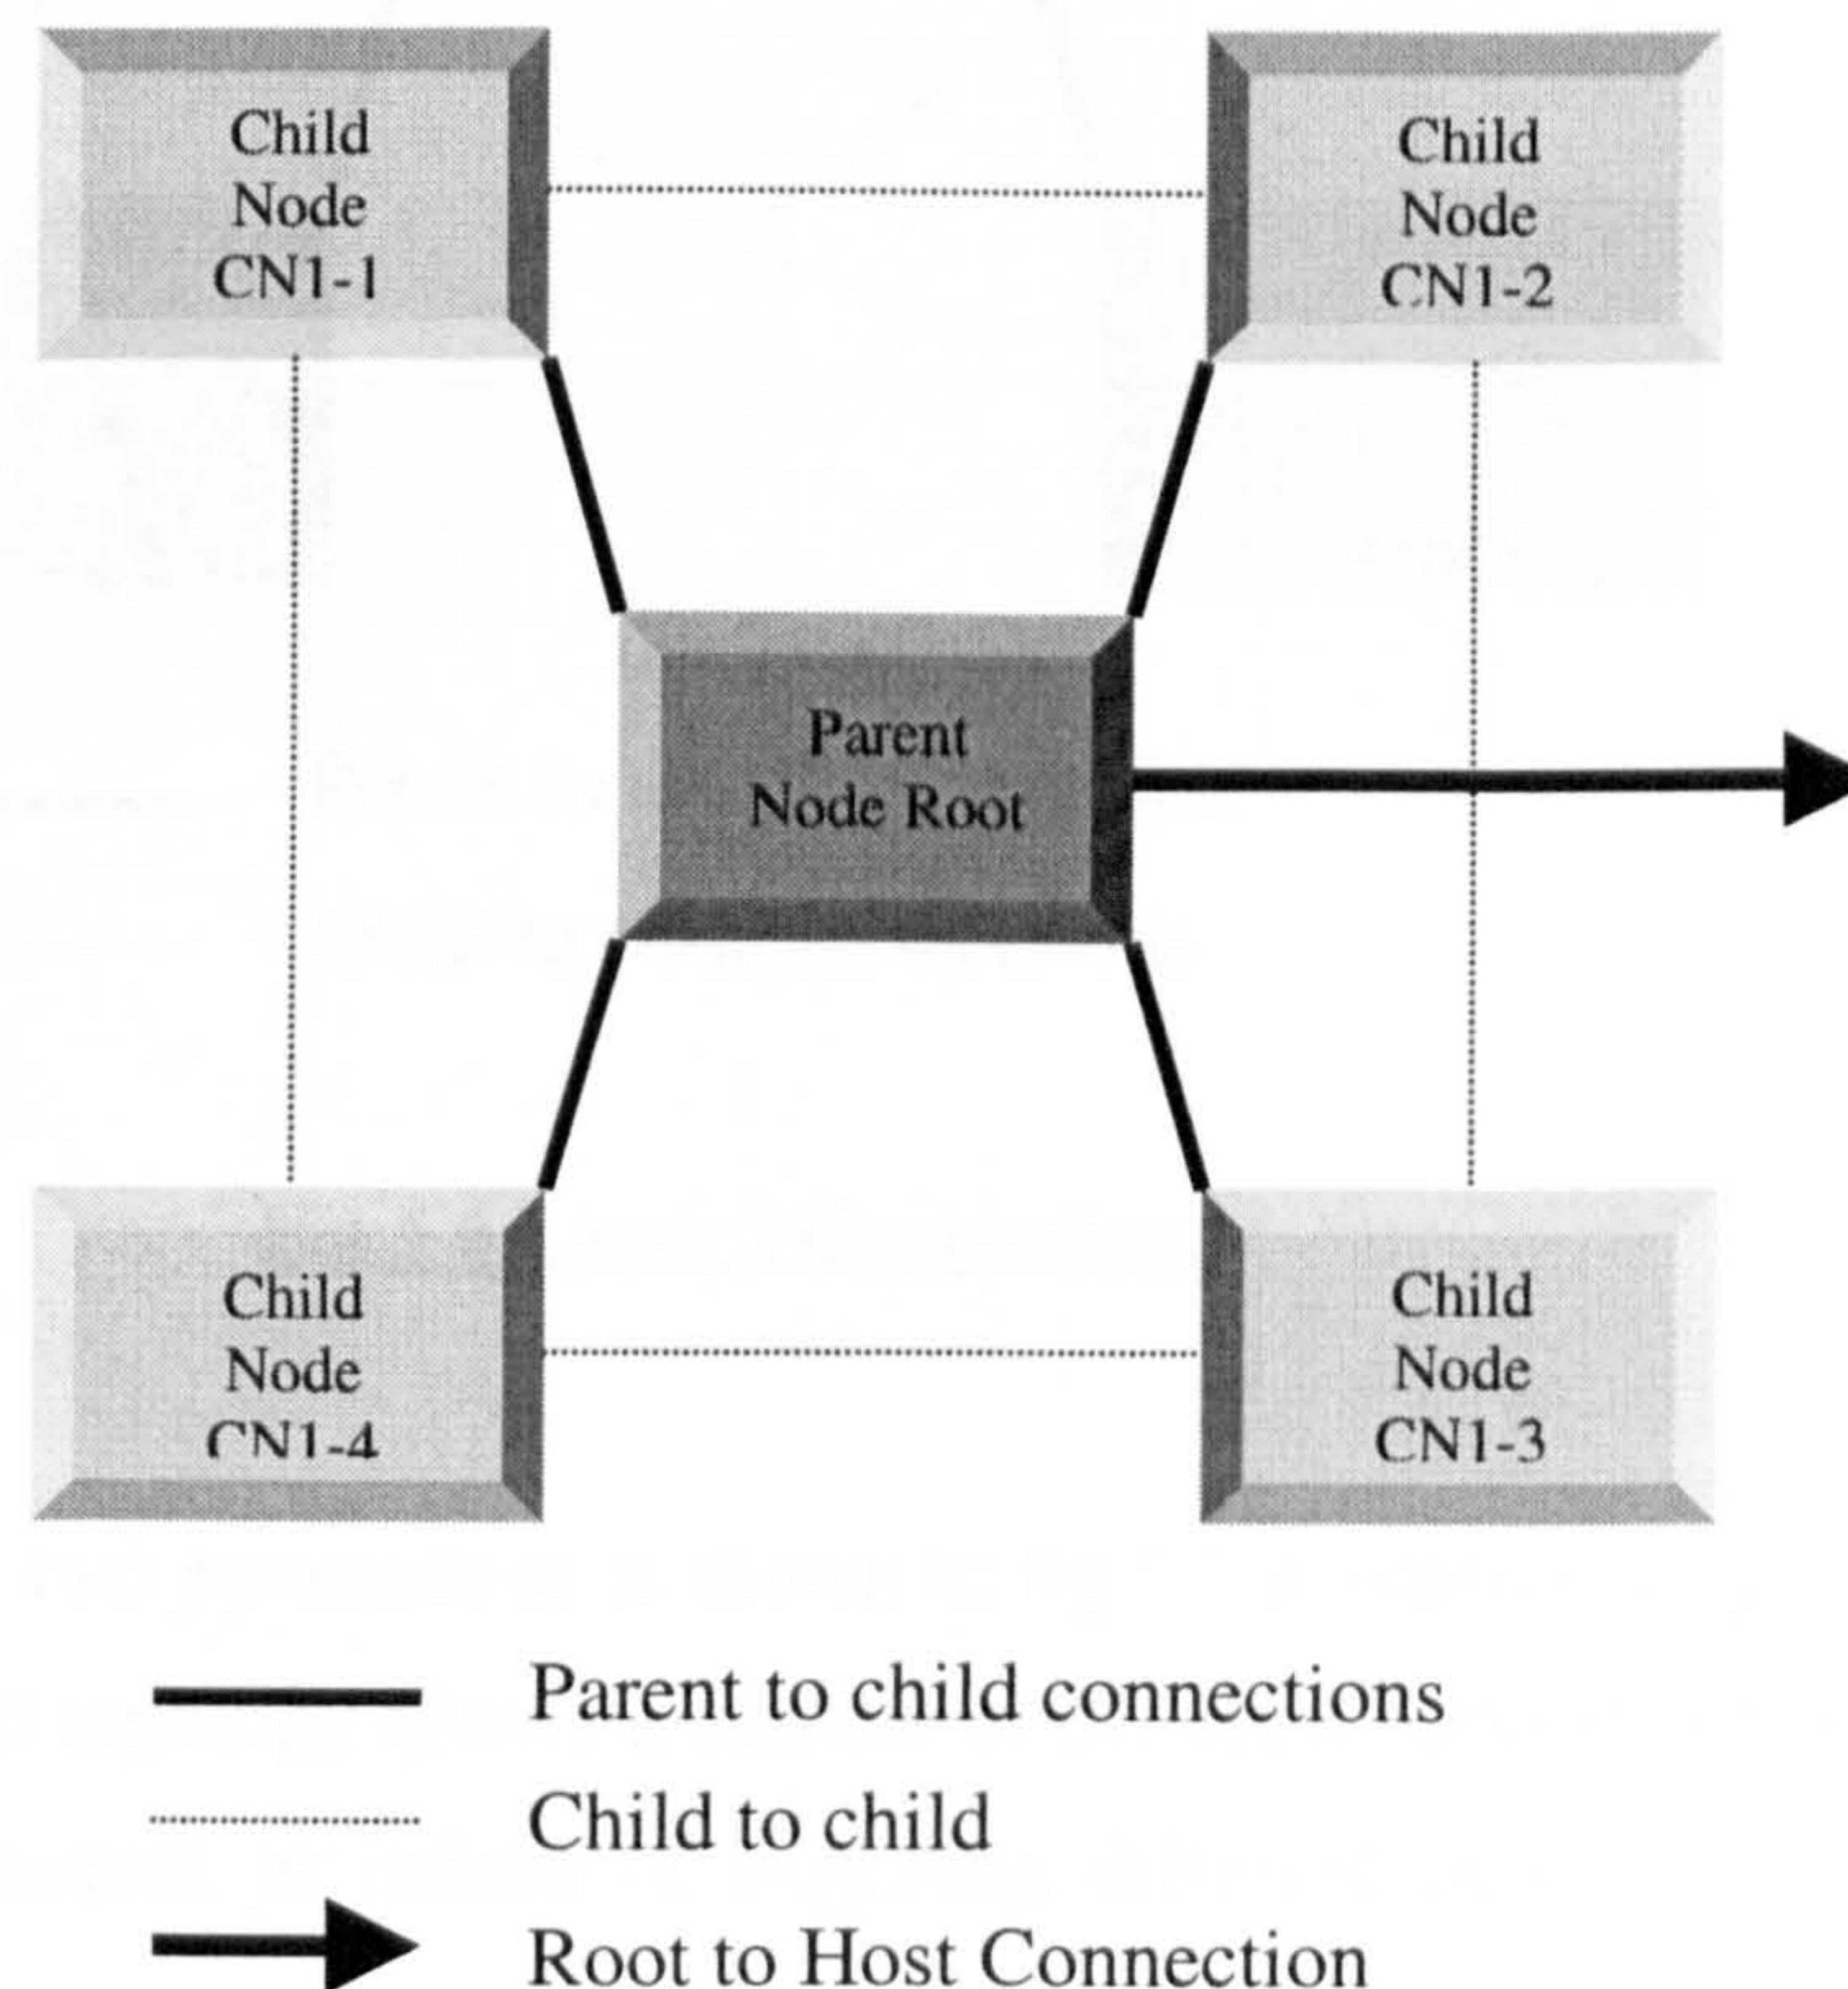 Child
Node
CN1-1
Child
Node
CN1-2
Parent
Node Root
Child
Node
CN1-4
Child
Node
CN1-3
Parent to child connections
Child to child
Root to Host Connection